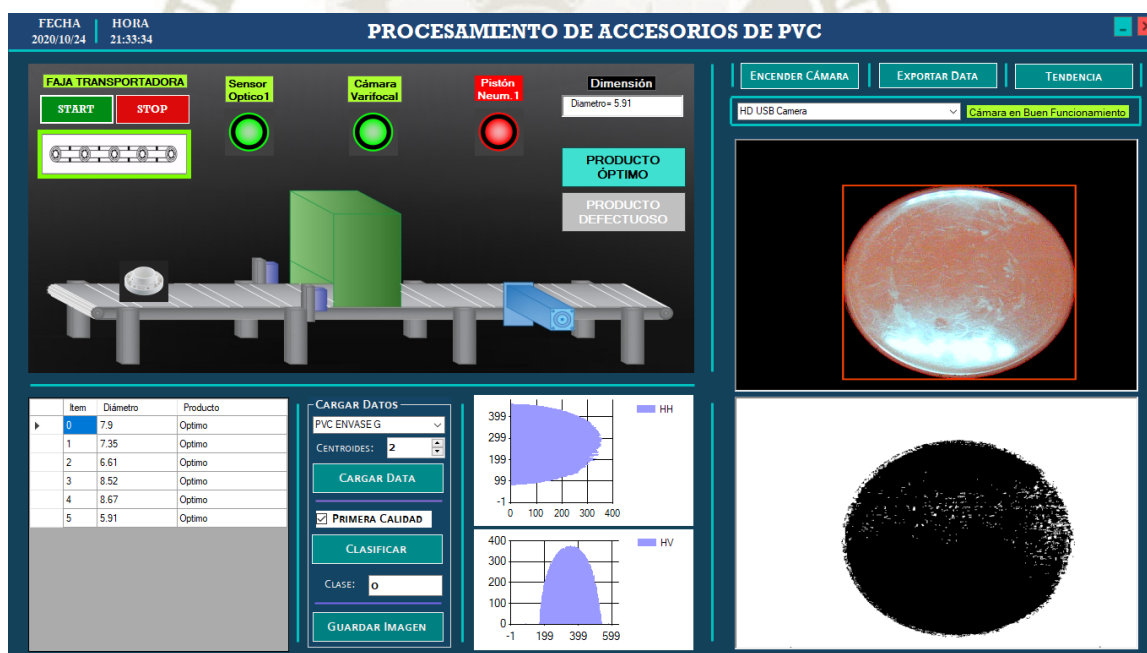 FECHA HORA
2020/10/24 21:33:34
PROCESAMIENTO DE ACCESORIOS DE PVC
FAJA TRANSPORTADORA
START STOP
Sensor
Optico1
Cámara
Varifocal
Pistón
Neum.1
Dimensión
Diametro= 5.91
PRODUCTO
ÓPTIMO
PRODUCTO
DEFECTUOSO
ENCENDER CÁMARA EXPORTAR DATA TENDENCIA
HD USB Camera Cámara en Buen Funcionamiento
Item Diámetro Producto
0 7.9 Optimo
1 7.35 Optimo
2 6.61 Optimo
3 8.52 Optimo
4 8.67 Optimo
5 5.91 Optimo
CARGAR DATOS
PVC ENVASE G
CENTROIDES: 2
CARGAR DATA
PRIMERA CALIDAD
CLASIFICAR
CLASE: 0
GUARDAR IMAGEN
HH
399
299
199
99
-1
0 100 200 300 400
HV
400
300
200
100
0
-1 199 399 599